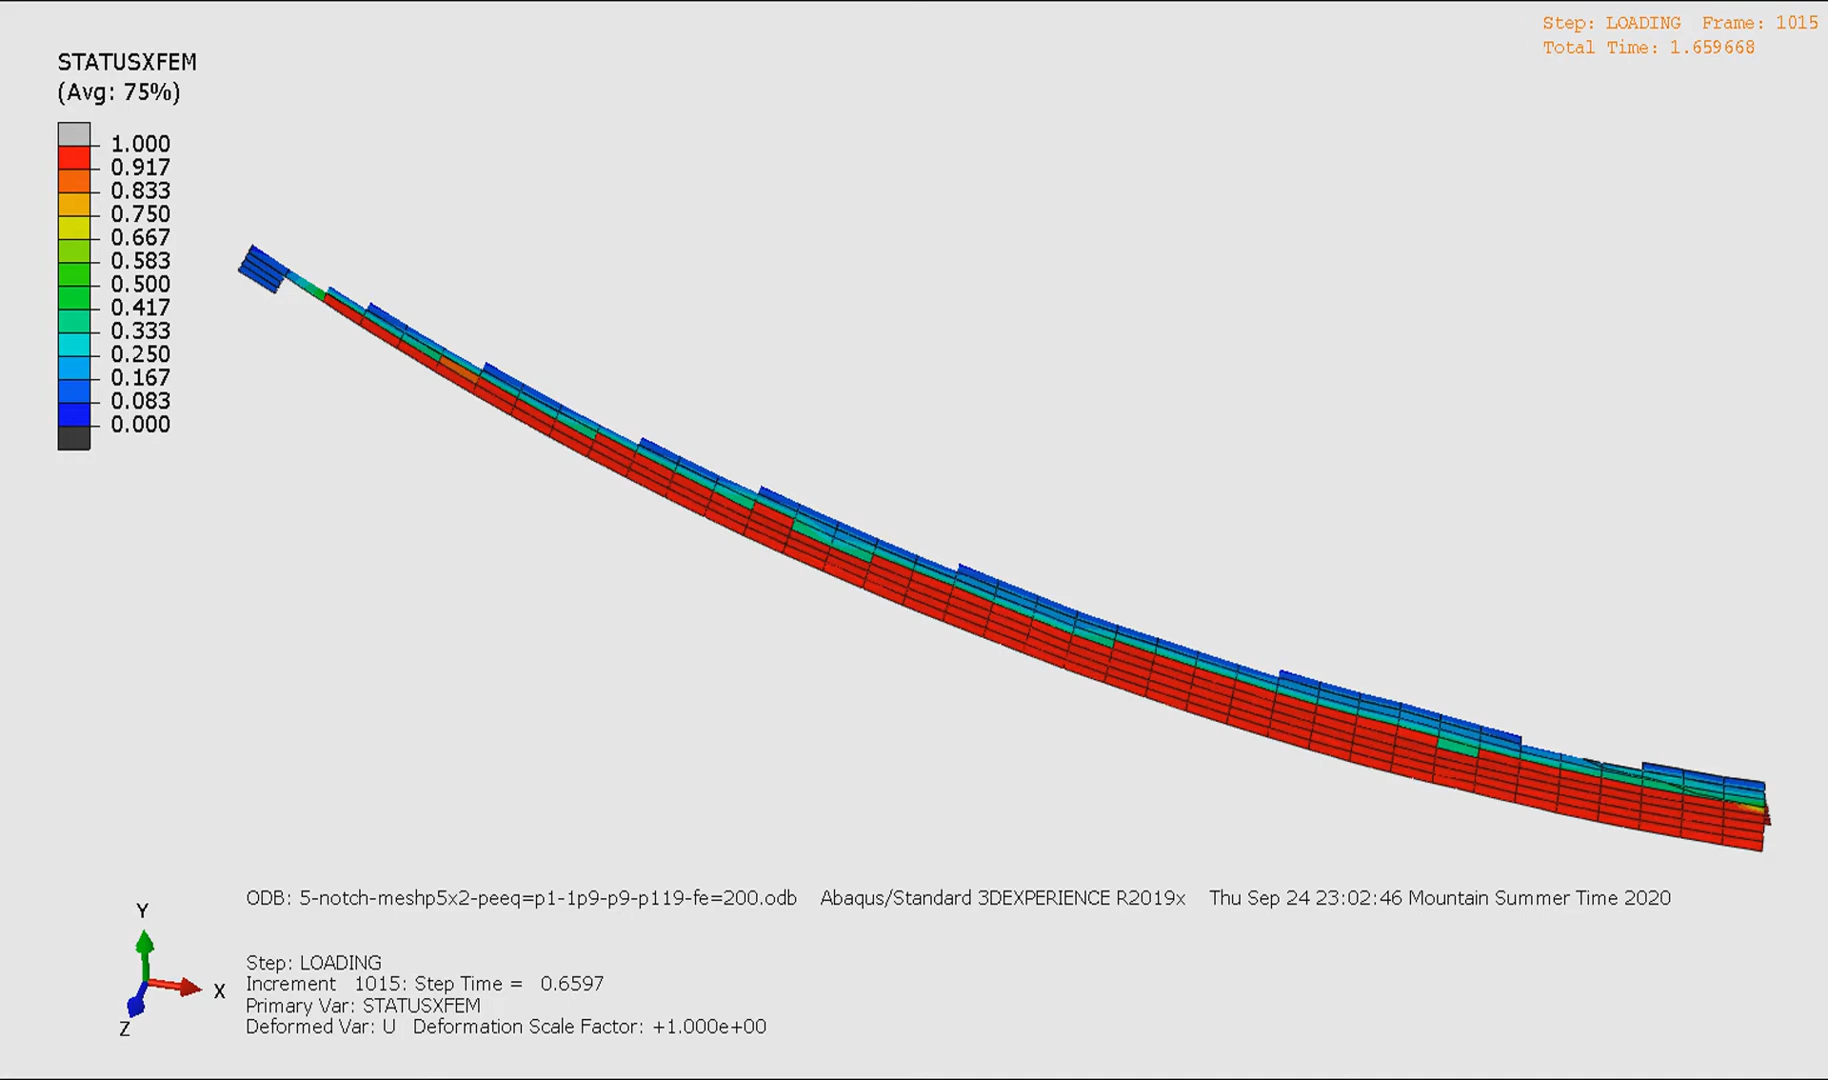 Step: LOADING  Frame: 1015
Total Time: 1.659668
STATUSXFEM
(Avg: 75%)
1.000
0.917
0.833
0.750
0.667
0.583
0.500
0.417
0.333
0.250
0.167
0.083
0.000
ODB: 5-notch-meshp5x2-peeq=p1-1p9-p9-p119-fe=200.odb    Abaqus/Standard 3DEXPERIENCE R2019x    Thu Sep 24 23:02:46 Mountain Summer Time 2020
Y
X
Z
Step: LOADING
Increment   1015: Step Time =   0.6597
Primary Var: STATUSXFEM
Deformed Var: U   Deformation Scale Factor: +1.000e+00